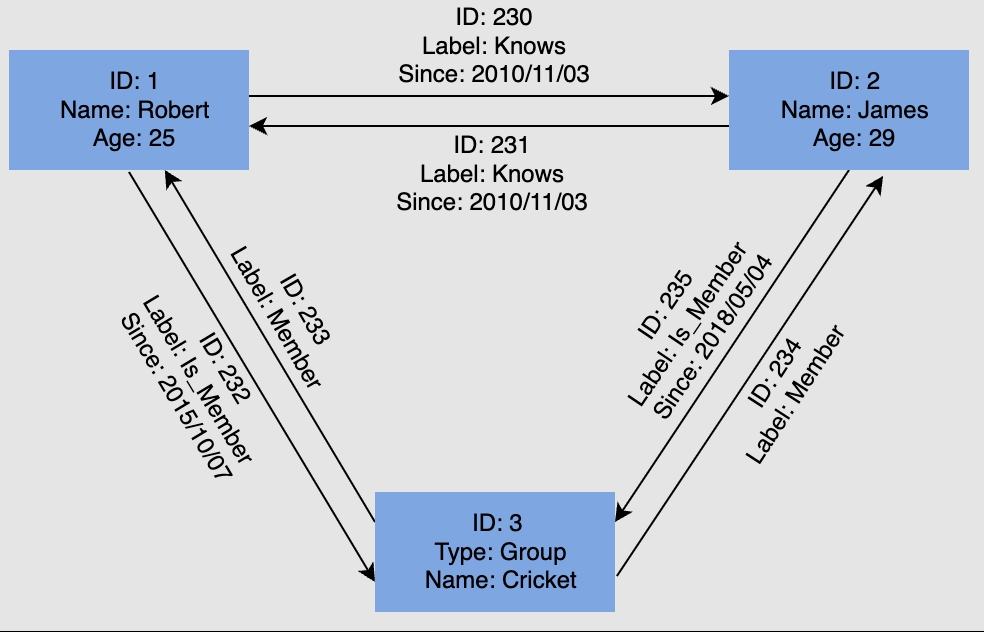 ID: 230
Label: Knows
Since: 2010/11/03
ID: 1
Name: Robert
Age: 25
ID: 2
Name: James
Age: 29
ID: 231
Label: Knows
Since: 2010/11/03
ID: 233
Label: Member
ID: 232
Label: Is_Member
Since: 2015/10/07
ID: 235
Label: Is_Member
Since: 2018/05/04
ID: 234
Label: Member
ID: 3
Type: Group
Name: Cricket